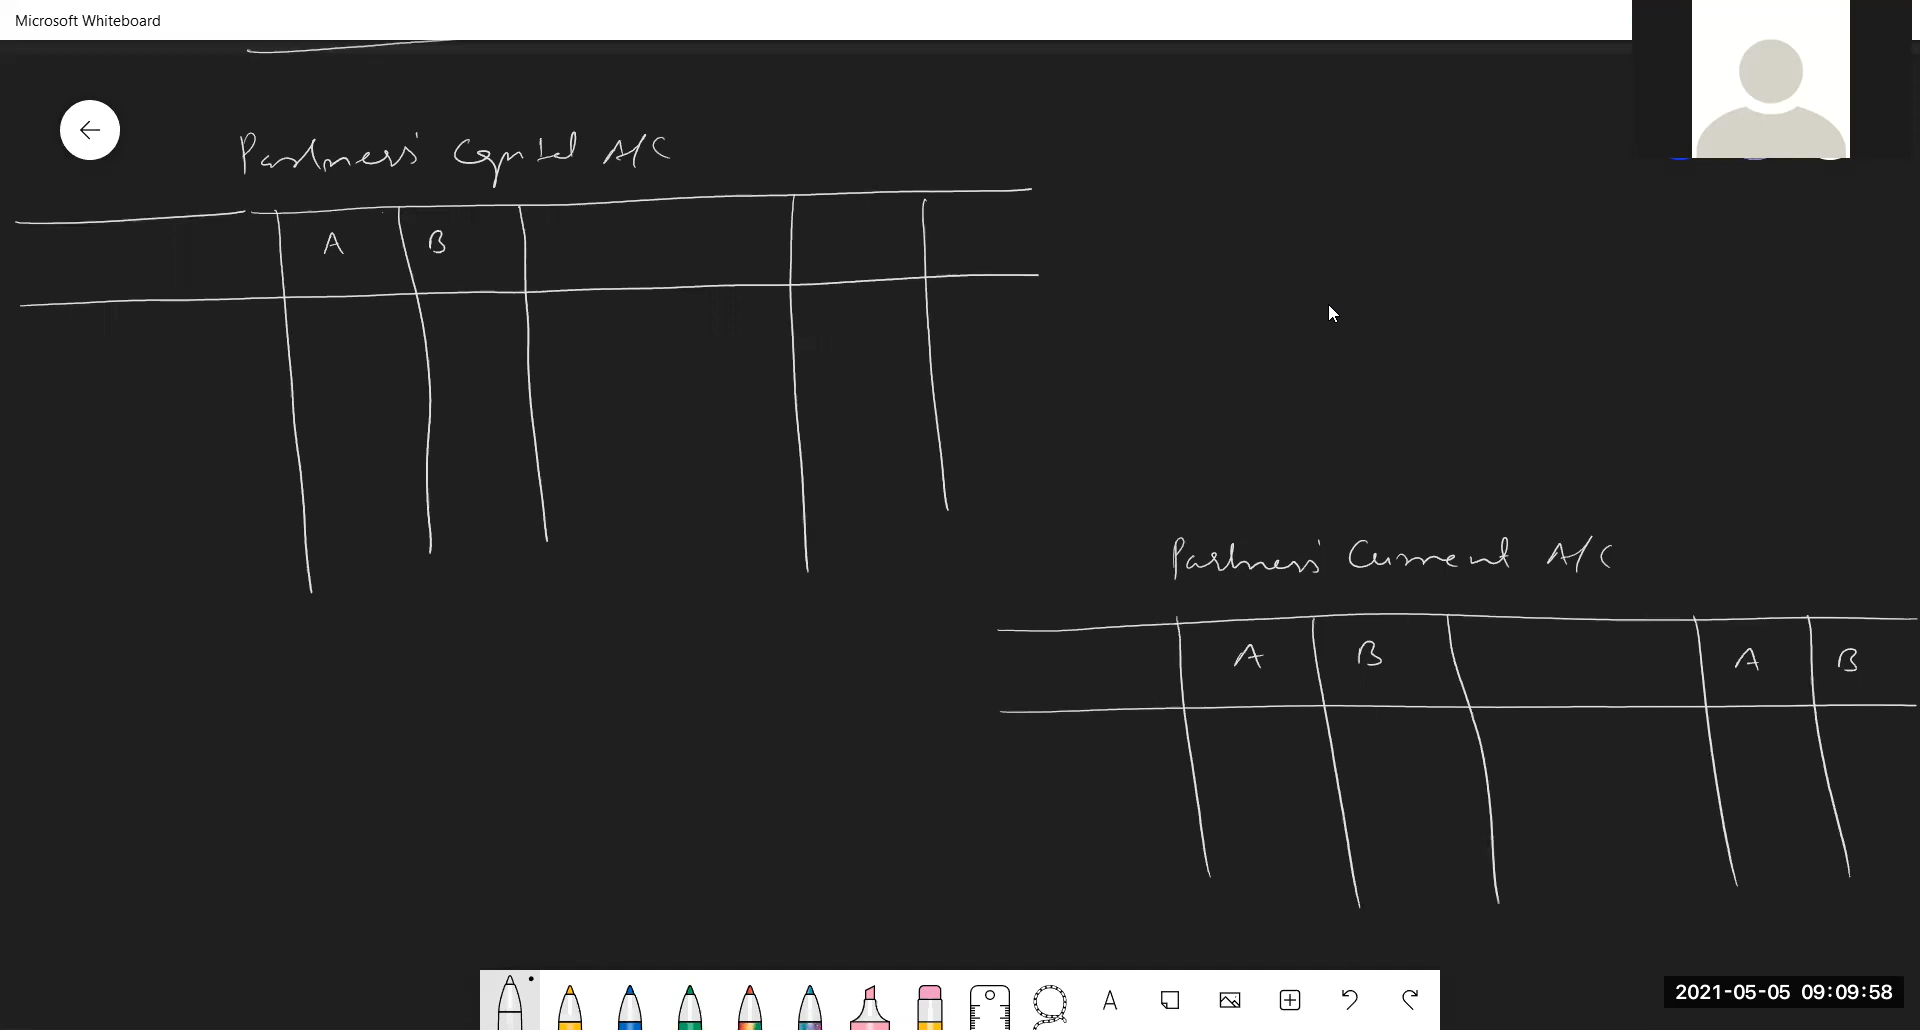 Microsoft Whiteboard
Partners' Capital A/C
A B
Partners' Current A/C
A B A B
2021-05-05 09:09:58